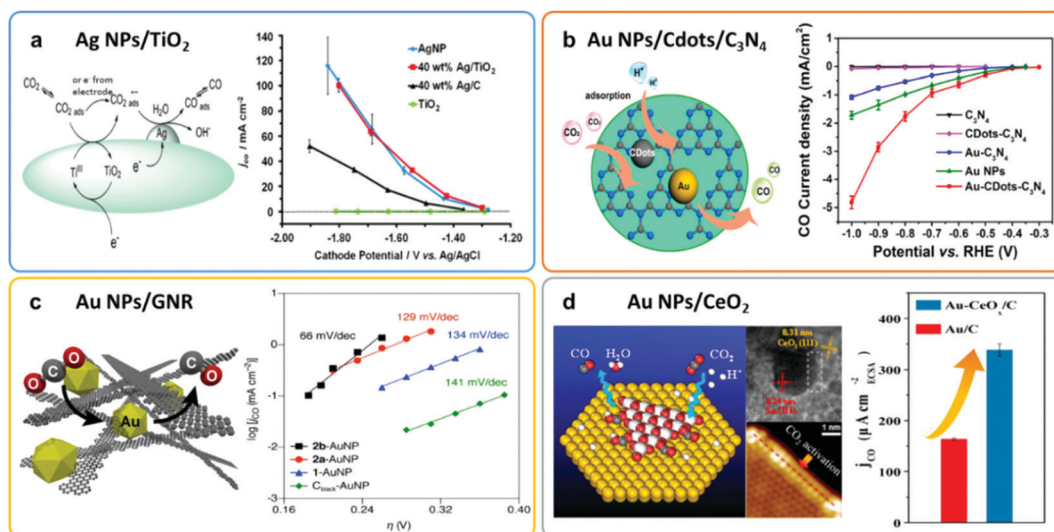 a Ag NPs/TiO₂
CO₂
CO₂ ads
or e⁻ from
electrode
CO₂ ads •–
H₂O
CO
CO ads
OH⁻
Ag
Tiᴵᴵᴵ
TiO₂
e⁻
e⁻
jco / mA cm⁻²
140
120
100
80
60
40
20
0
AgNP
40 wt% Ag/TiO₂
40 wt% Ag/C
TiO₂
-2.00 -1.80 -1.60 -1.40 -1.20
Cathode Potential / V vs. Ag/AgCl
b Au NPs/Cdots/C₃N₄
H⁺
H⁺
adsorption
CO₂
CO₂
CDots
Au
CO
CO
CO Current density (mA/cm²)
0
-1
-2
-3
-4
-5
C₃N₄
CDots-C₃N₄
Au-C₃N₄
Au NPs
Au-CDots-C₃N₄
-1.0 -0.9 -0.8 -0.7 -0.6 -0.5 -0.4 -0.3
Potential vs. RHE (V)
c Au NPs/GNR
O
C
O
O
C
O
Au
log [jCO (mA cm⁻²)]
1
0
-1
-2
66 mV/dec
129 mV/dec
134 mV/dec
141 mV/dec
2b-AuNP
2a-AuNP
1-AuNP
Cblack-AuNP
0.16 0.24 0.32 0.40
η (V)
d Au NPs/CeO₂
CO
H₂O
CO₂
H⁺
0.31 nm
CeO₂ (111)
1 nm
CO₂ activation
jCO (μA cm⁻² ECSA)
400
300
200
100
0
Au-CeOₓ/C
Au/C